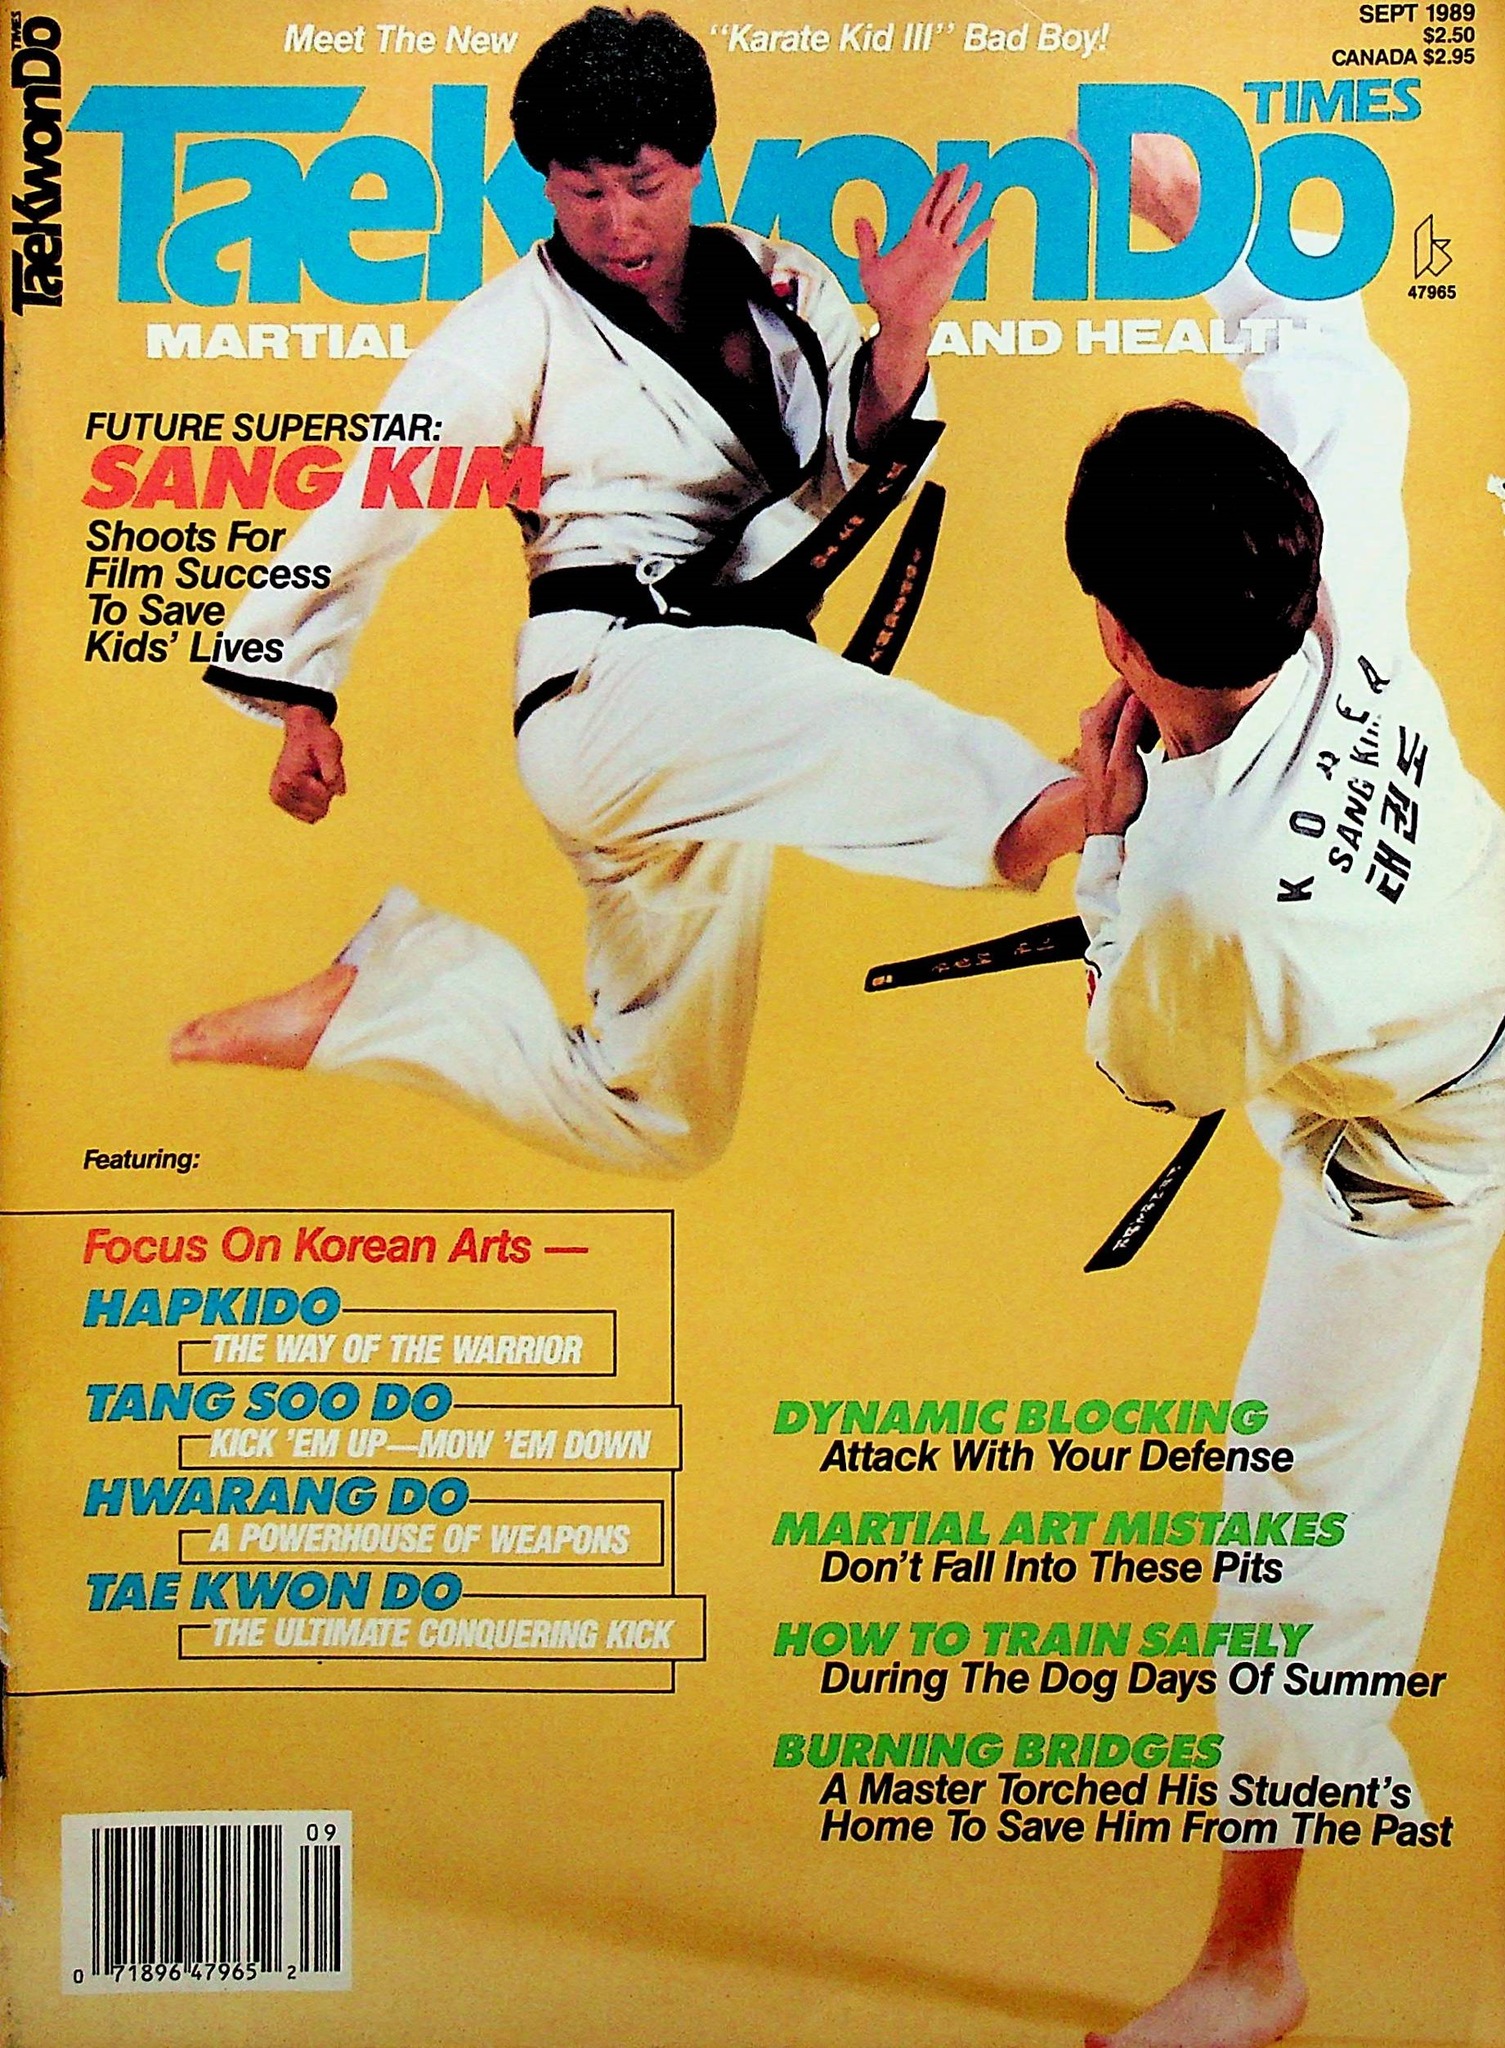 Meet The New "Karate Kid III" Bad Boy!
SEPT 1989
$2.50
CANADA $2.95
TaeKwonDo TIMES
TaeKwonDo
TIMES
MARTIAL AND HEALTH
47965
FUTURE SUPERSTAR:
SANG KIM
Shoots For
Film Success
To Save
Kids' Lives
KOREA
SANG KIM
태권도
Featuring:
Focus On Korean Arts —
HAPKIDO
THE WAY OF THE WARRIOR
TANG SOO DO
KICK 'EM UP—MOW 'EM DOWN
HWARANG DO
A POWERHOUSE OF WEAPONS
TAE KWON DO
THE ULTIMATE CONQUERING KICK
DYNAMIC BLOCKING
Attack With Your Defense
MARTIAL ART MISTAKES
Don't Fall Into These Pits
HOW TO TRAIN SAFELY
During The Dog Days Of Summer
BURNING BRIDGES
A Master Torched His Student's
Home To Save Him From The Past
09
0 71896 47965 2